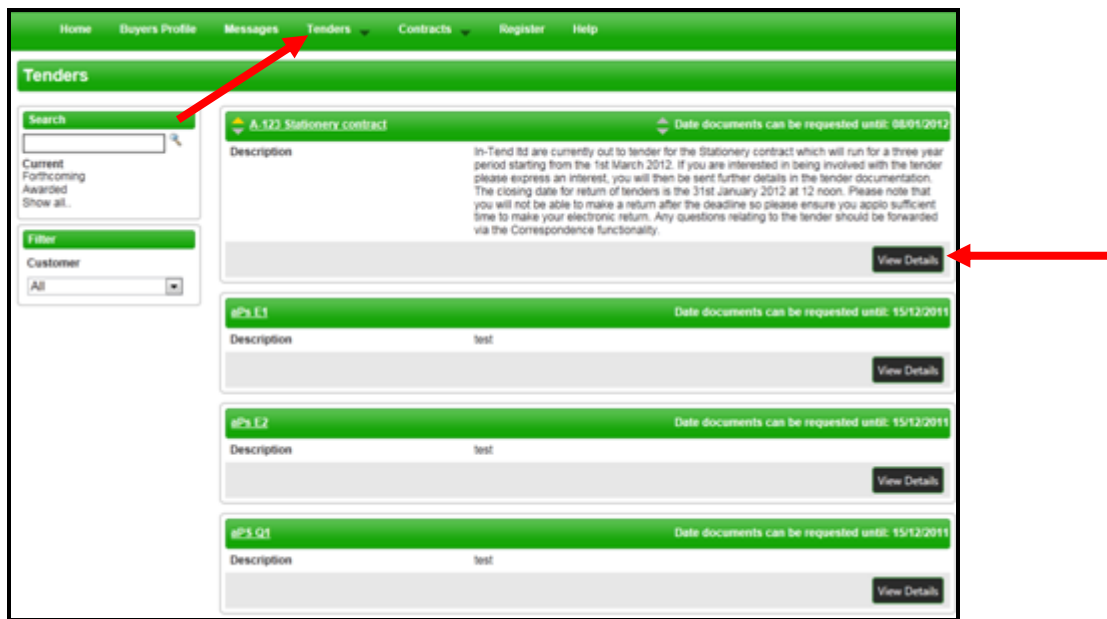 Home Buyers Profile Messages Tenders Contracts Register Help
Tenders
Search
Current
Forthcoming
Awarded
Show all..
Filter
Customer
All
A-123 Stationery contract Date documents can be requested until: 08/01/2012
Description In-Tend ltd are currently out to tender for the Stationery contract which will run for a three year
period starting from the 1st March 2012. If you are interested in being involved with the tender
please express an interest, you will then be sent further details in the tender documentation.
The closing date for return of tenders is the 31st January 2012 at 12 noon. Please note that
you will not be able to make a return after the deadline so please ensure you applo sufficient
time to make your electronic return. Any questions relating to the tender should be forwarded
via the Correspondence functionality.
View Details
aPs E1 Date documents can be requested until: 15/12/2011
Description test
View Details
aPs E2 Date documents can be requested until: 15/12/2011
Description test
View Details
aPS Q1 Date documents can be requested until: 15/12/2011
Description test
View Details